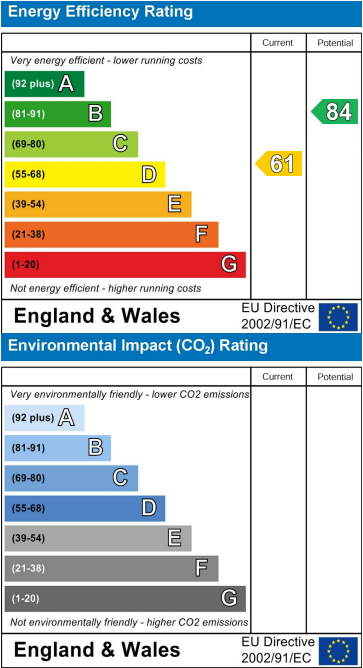 Energy Efficiency Rating
Current Potential
Very energy efficient - lower running costs
(92 plus) A
(81-91) B
84
(69-80) C
(55-68) D
61
(39-54) E
(21-38) F
(1-20) G
Not energy efficient - higher running costs
England & Wales
EU Directive
2002/91/EC
Environmental Impact (CO₂) Rating
Current Potential
Very environmentally friendly - lower CO2 emissions
(92 plus) A
(81-91) B
(69-80) C
(55-68) D
(39-54) E
(21-38) F
(1-20) G
Not environmentally friendly - higher CO2 emissions
England & Wales
EU Directive
2002/91/EC